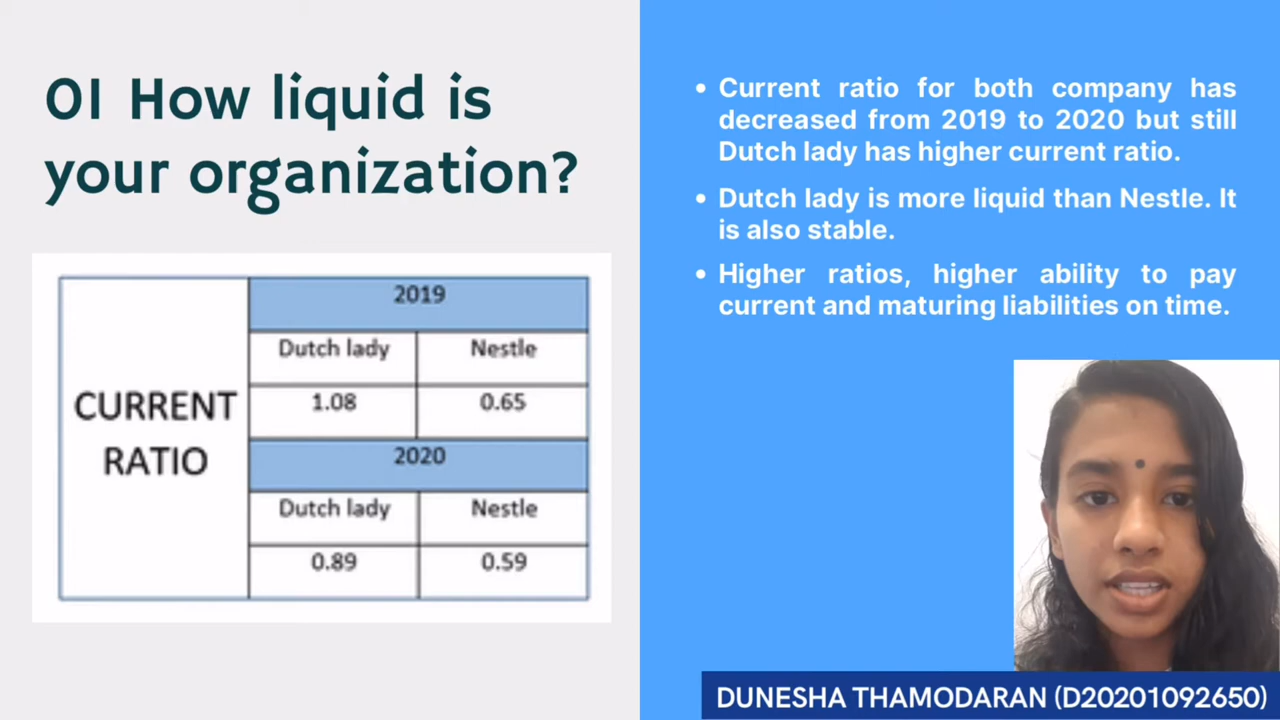 01 How liquid is
your organization?
CURRENT
RATIO
2019
Dutch lady Nestle
1.08 0.65
2020
Dutch lady Nestle
0.89 0.59
• Current ratio for both company has
decreased from 2019 to 2020 but still
Dutch lady has higher current ratio.
• Dutch lady is more liquid than Nestle. It
is also stable.
• Higher ratios, higher ability to pay
current and maturing liabilities on time.
DUNESHA THAMODARAN (D20201092650)